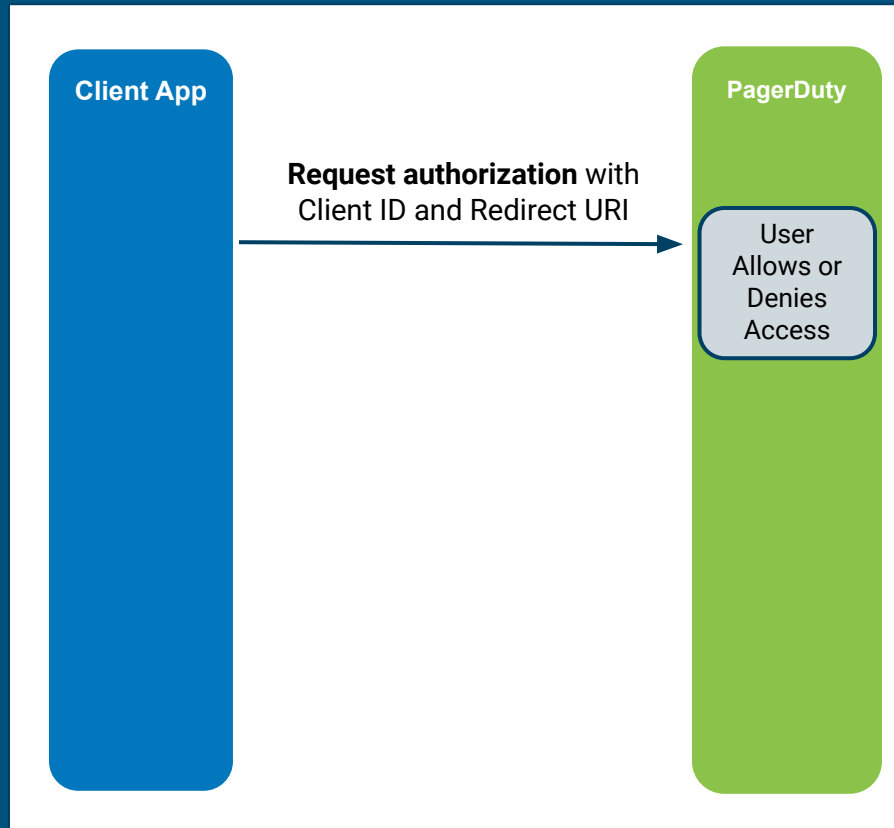 Client App
PagerDuty
Request authorization with
Client ID and Redirect URI
User
Allows or
Denies
Access